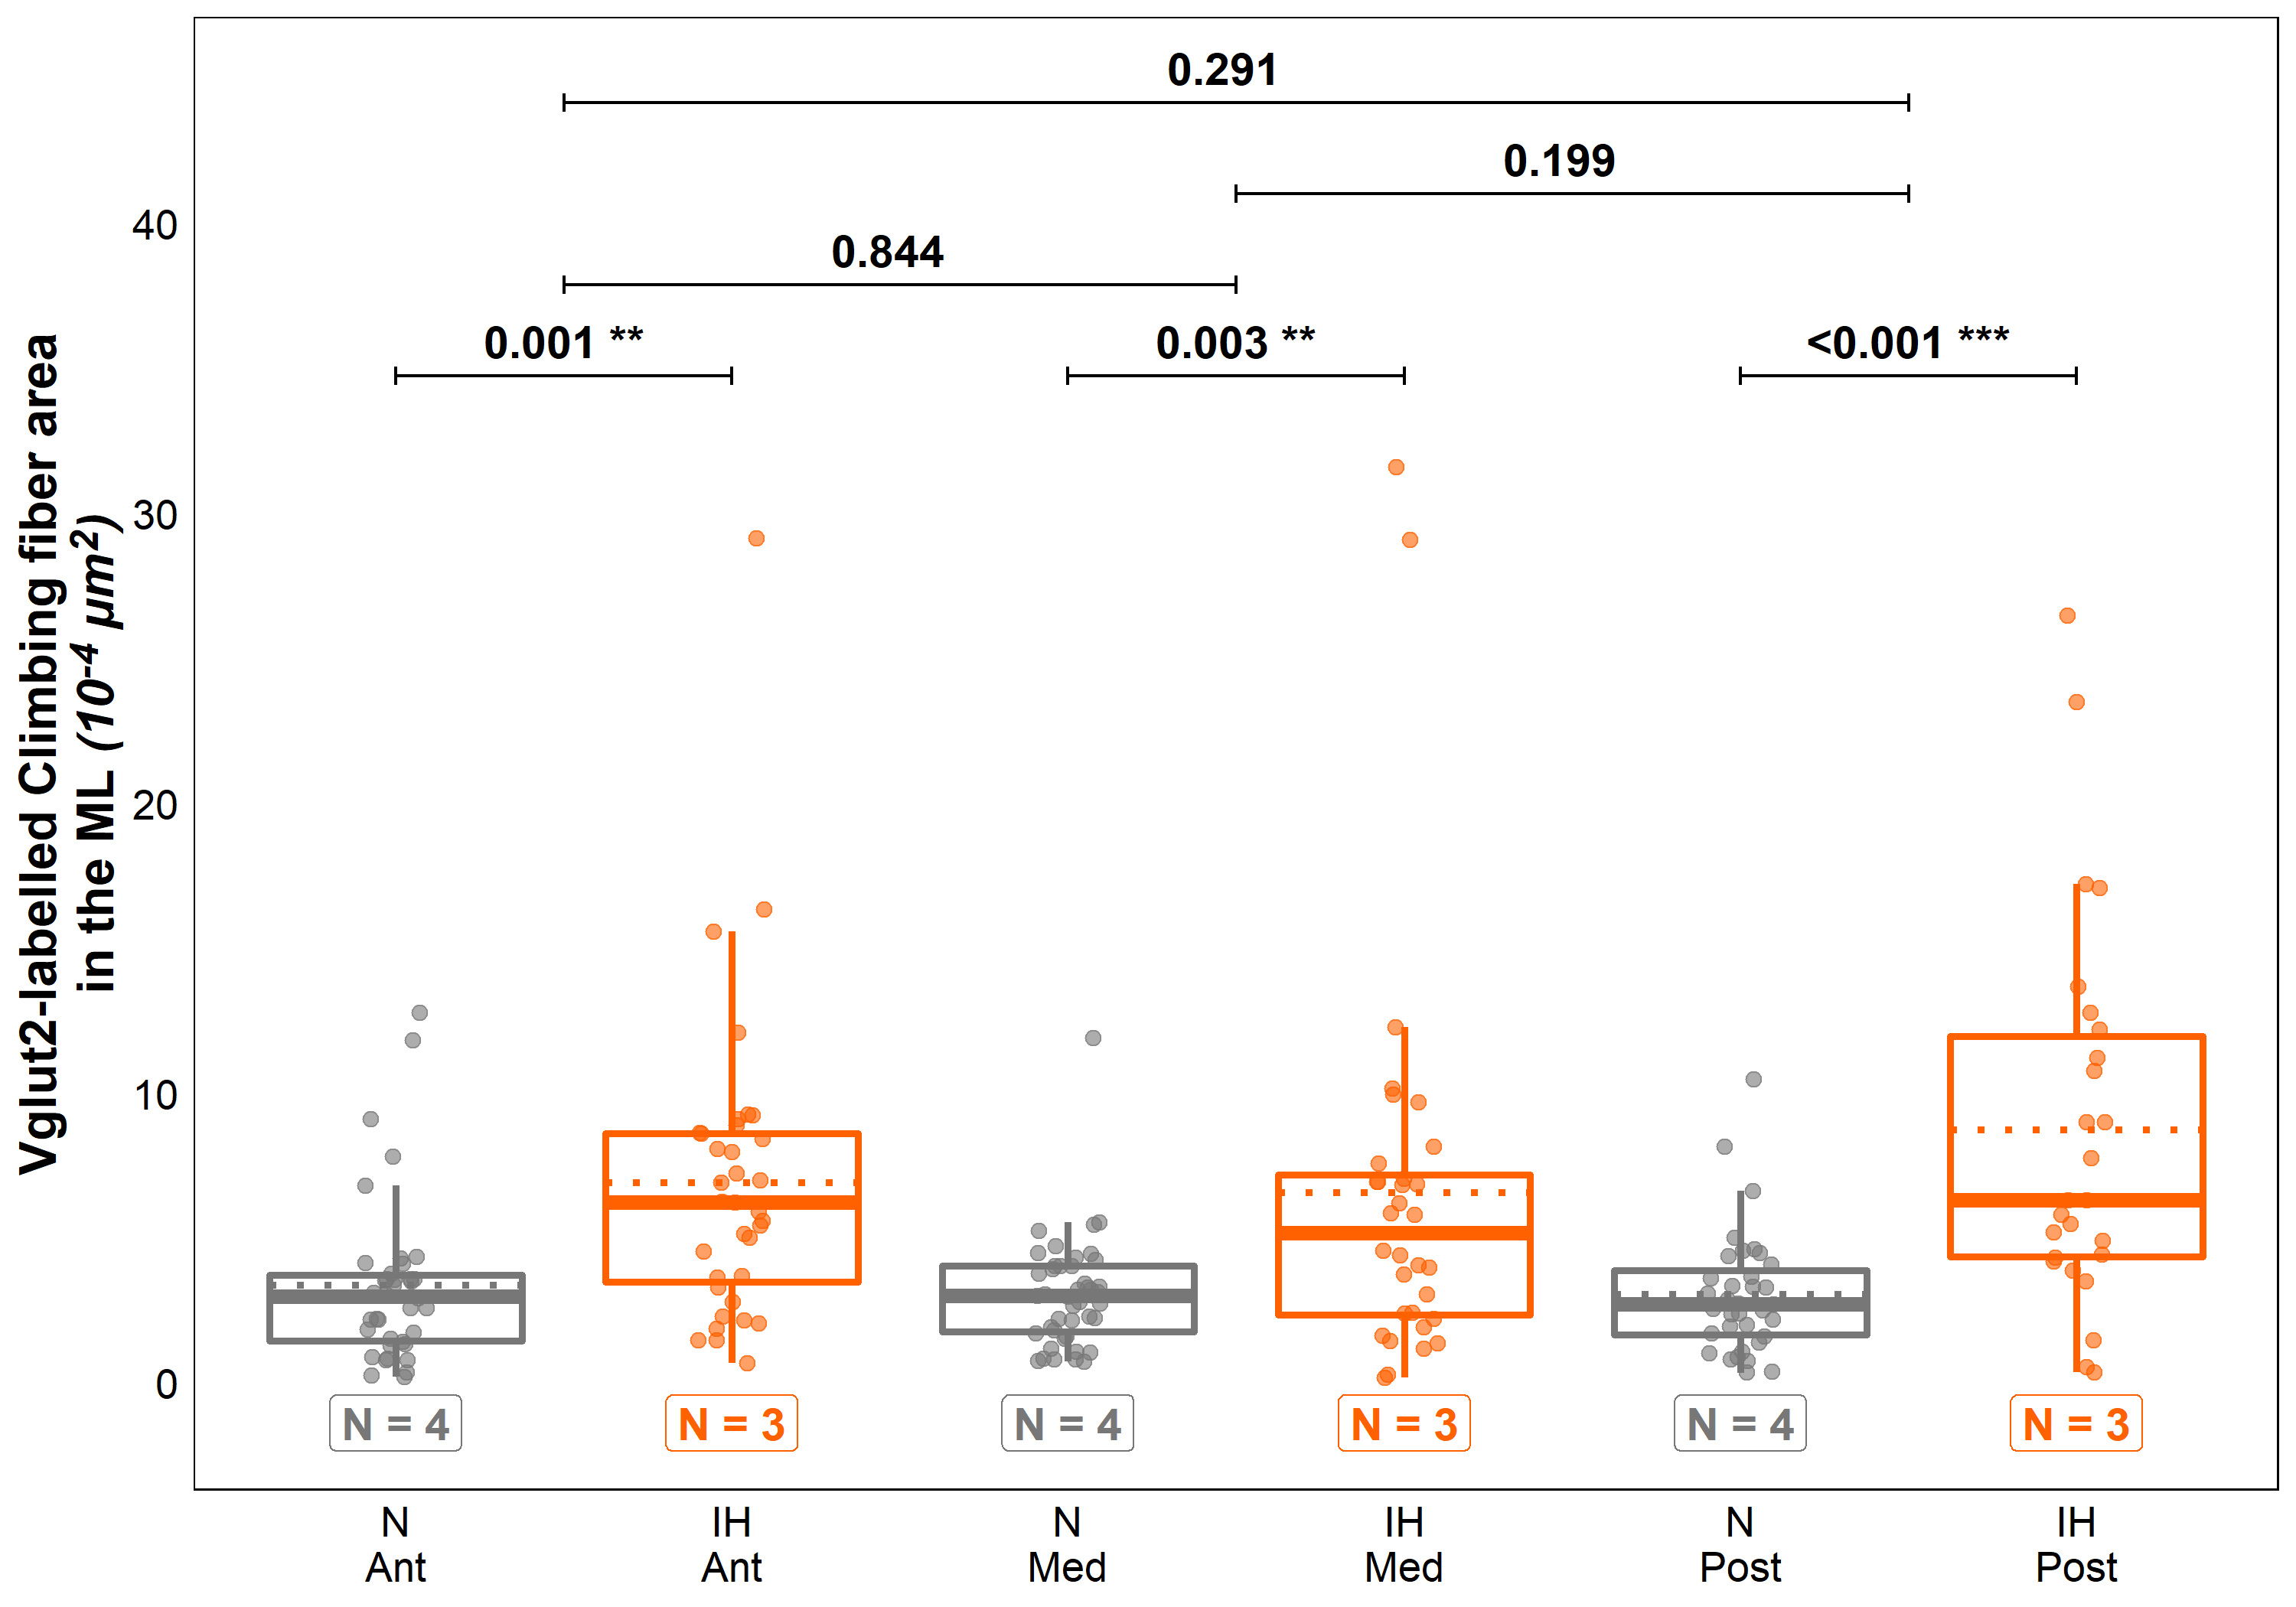 0.291
0.199
0.844
0.001 **
0.003 **
<0.001 ***
Vglut2-labelled Climbing fiber area
in the ML (10⁻⁴ µm²)
40
30
20
10
0
N = 4
N = 3
N = 4
N = 3
N = 4
N = 3
N
Ant
IH
Ant
N
Med
IH
Med
N
Post
IH
Post